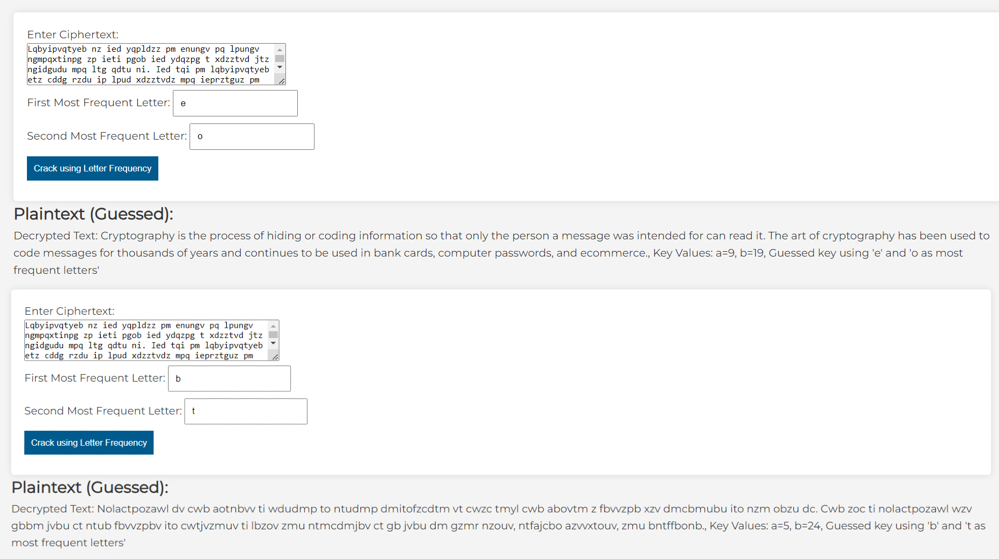 Enter Ciphertext:
Lqbyipvqtyeb nz ied yqpldzz pm enungv pq lpungv
ngmpqxtinpg zp ieti pgob ied ydqzpg t xdzztvd jtz
ngidgudu mpq ltg qdtu ni. Ied tqi pm lqbyipvqtyeb
etz cddg rzdu ip lpud xdzztvdz mpq ieprztguz pm
First Most Frequent Letter: e
Second Most Frequent Letter: o
Crack using Letter Frequency
Plaintext (Guessed):
Decrypted Text: Cryptography is the process of hiding or coding information so that only the person a message was intended for can read it. The art of cryptography has been used to
code messages for thousands of years and continues to be used in bank cards, computer passwords, and ecommerce., Key Values: a=9, b=19, Guessed key using 'e' and 'o as most
frequent letters'
Enter Ciphertext:
Lqbyipvqtyeb nz ied yqpldzz pm enungv pq lpungv
ngmpqxtinpg zp ieti pgob ied ydqzpg t xdzztvd jtz
ngidgudu mpq ltg qdtu ni. Ied tqi pm lqbyipvqtyeb
etz cddg rzdu ip lpud xdzztvdz mpq ieprztguz pm
First Most Frequent Letter: b
Second Most Frequent Letter: t
Crack using Letter Frequency
Plaintext (Guessed):
Decrypted Text: Nolactpozawl dv cwb aotnbvv ti wdudmp to ntudmp dmitofzcdtm vt cwzc tmyl cwb abovtm z fbvvzpb xzv dmcbmubu ito nzm obzu dc. Cwb zoc ti nolactpozawl wzv
gbbm jvbu ct ntub fbvvzpbv ito cwtjvzmuv ti lbzov zmu ntmcdmjbv ct gb jvbu dm gzmr nzouv, ntfajcbo azvvxtouv, zmu bntffbonb., Key Values: a=5, b=24, Guessed key using 'b' and 't as
most frequent letters'